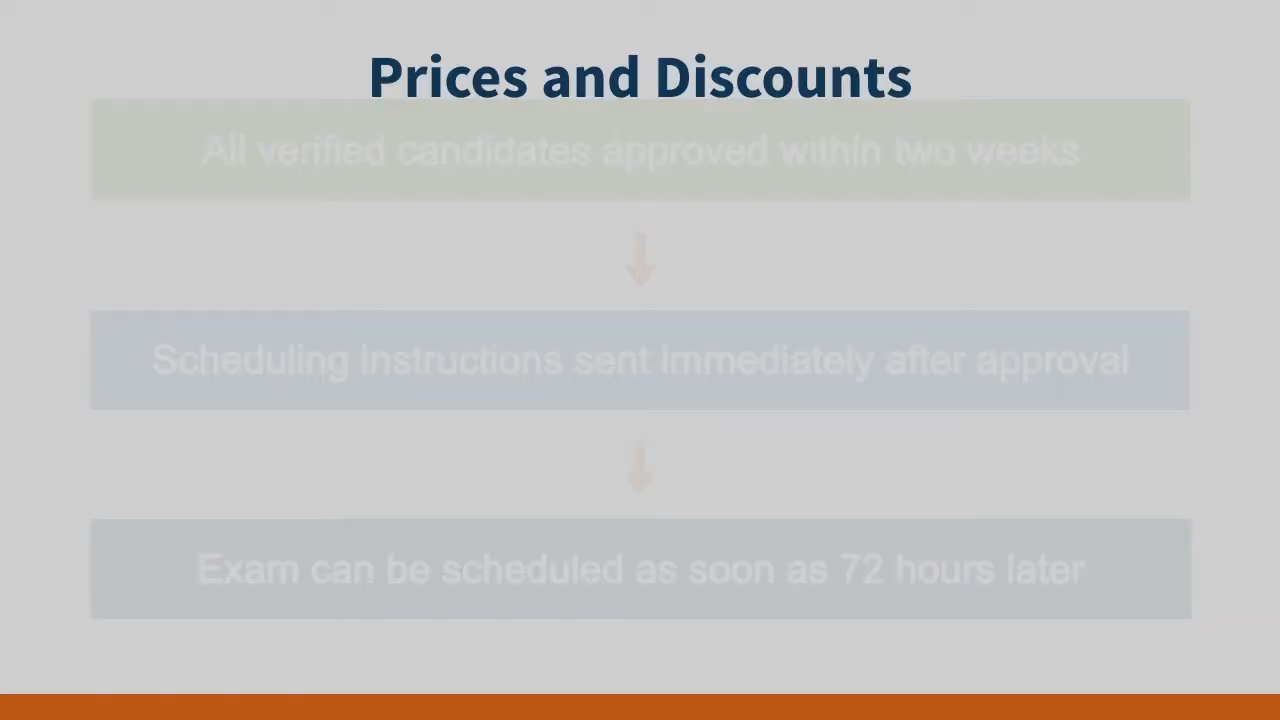 Prices and Discounts
All verified candidates approved within two weeks
Scheduling instructions sent immediately after approval
Exam can be scheduled as soon as 72 hours later